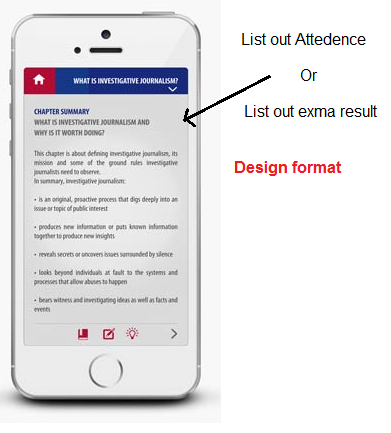 WHAT IS INVESTIGATIVE JOURNALISM?
CHAPTER SUMMARY
WHAT IS INVESTIGATIVE JOURNALISM AND
WHY IS IT WORTH DOING?
This chapter is about defining investigative journalism, its
mission and some of the ground rules investigative
journalists need to observe.
In summary, investigative journalism:
• is an original, proactive process that digs deeply into an
issue or topic of public interest
• produces new information or puts known information
together to produce new insights
• reveals secrets or uncovers issues surrounded by silence
• looks beyond individuals at fault to the systems and
processes that allow abuses to happen
• bears witness and investigating ideas as well as facts and
events
List out Attedence
Or
List out exma result
Design format